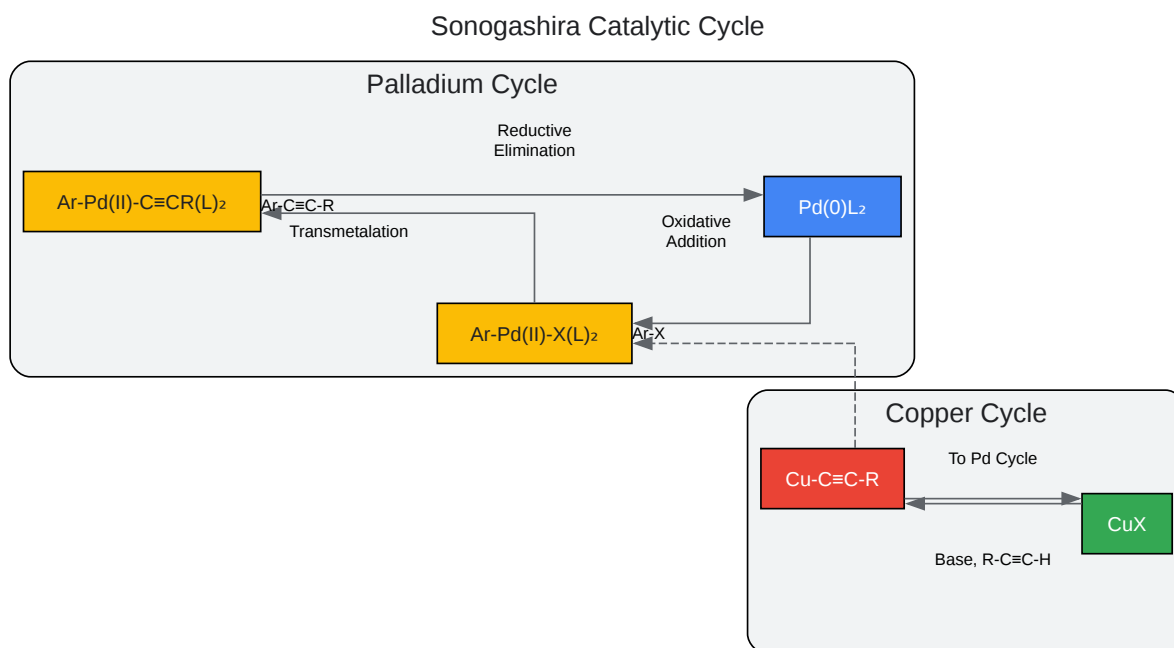 Sonogashira Catalytic Cycle
Palladium Cycle
Reductive
Elimination
Ar-Pd(II)-C≡CR(L)₂
Ar-C≡C-R
Pd(0)L₂
Transmetalation
Oxidative
Addition
Ar-Pd(II)-X(L)₂
Ar-X
Copper Cycle
To Pd Cycle
Cu-C≡C-R
CuX
Base, R-C≡C-H